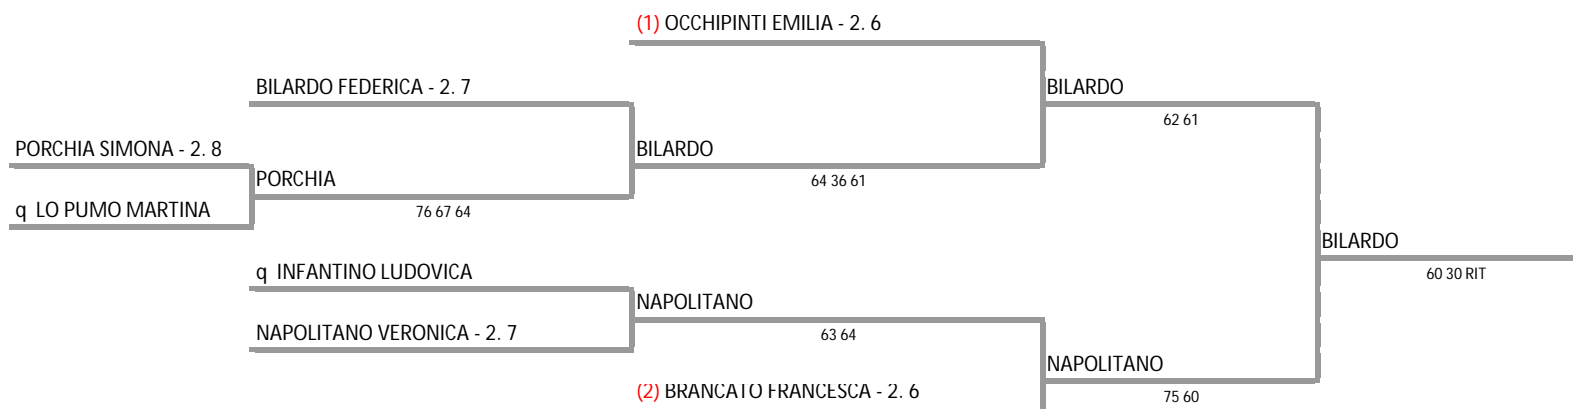 (1) OCCHIPINTI EMILIA - 2. 6
BILARDO FEDERICA - 2. 7
BILARDO
62 61
PORCHIA SIMONA - 2. 8
BILARDO
PORCHIA
64 36 61
q LO PUMO MARTINA
76 67 64
BILARDO
q INFANTINO LUDOVICA
60 30 RIT
NAPOLITANO
NAPOLITANO VERONICA - 2. 7
63 64
NAPOLITANO
(2) BRANCATO FRANCESCA - 2. 6
75 60